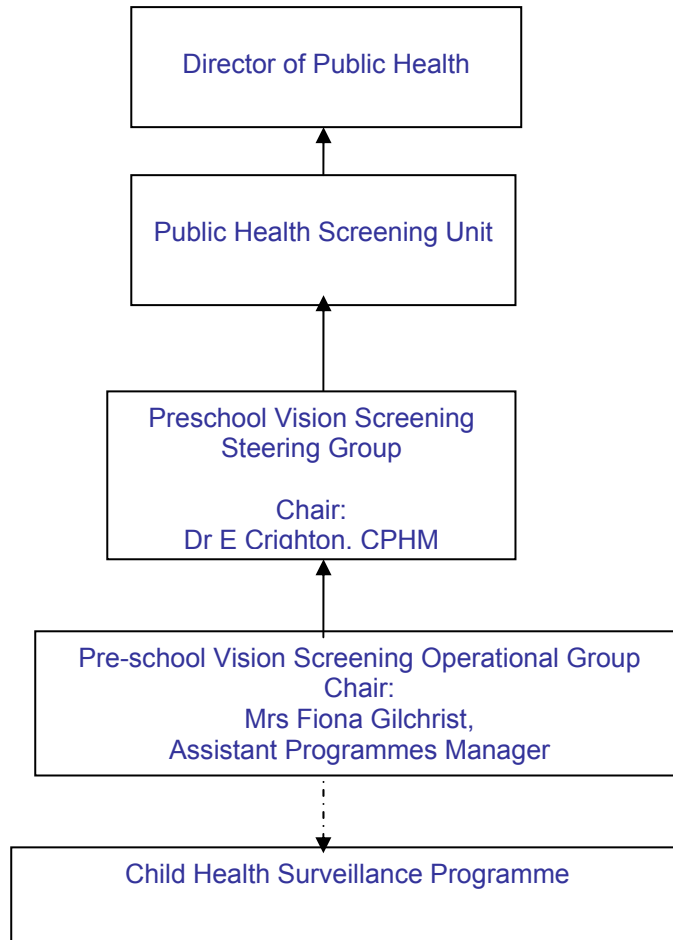 Director of Public Health
Public Health Screening Unit
Preschool Vision Screening
Steering Group
Chair:
Dr E Crighton, CPHM
Pre-school Vision Screening Operational Group
Chair:
Mrs Fiona Gilchrist,
Assistant Programmes Manager
Child Health Surveillance Programme